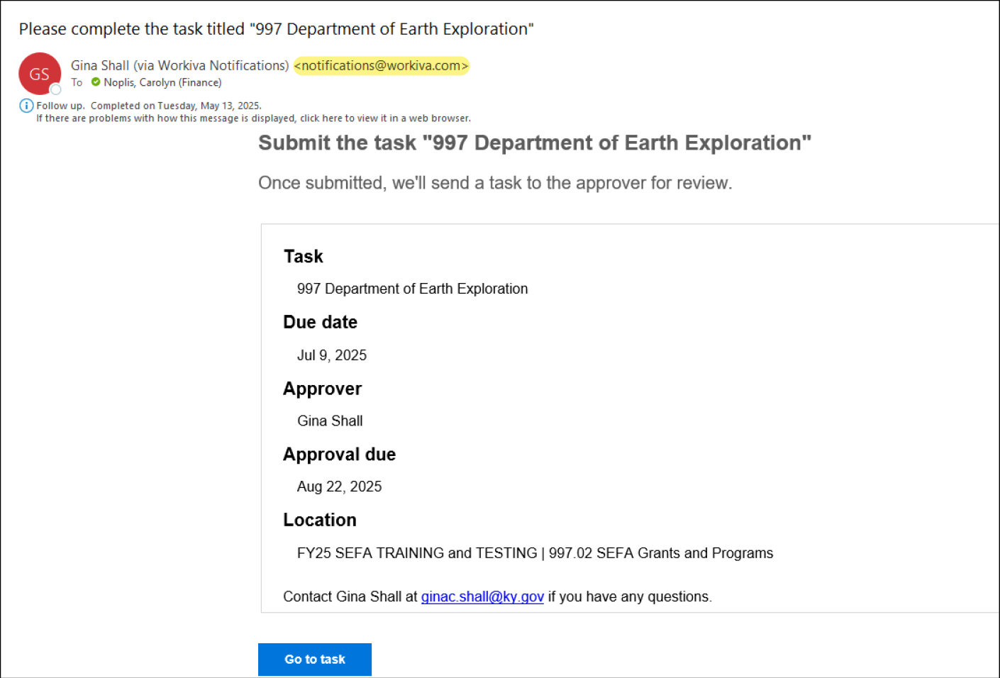 Please complete the task titled "997 Department of Earth Exploration"
GS
Gina Shall (via Workiva Notifications) <notifications@workiva.com>
To Noplis, Carolyn (Finance)
Follow up. Completed on Tuesday, May 13, 2025.
If there are problems with how this message is displayed, click here to view it in a web browser.
Submit the task "997 Department of Earth Exploration"
Once submitted, we'll send a task to the approver for review.
Task
997 Department of Earth Exploration
Due date
Jul 9, 2025
Approver
Gina Shall
Approval due
Aug 22, 2025
Location
FY25 SEFA TRAINING and TESTING | 997.02 SEFA Grants and Programs
Contact Gina Shall at ginac.shall@ky.gov if you have any questions.
Go to task